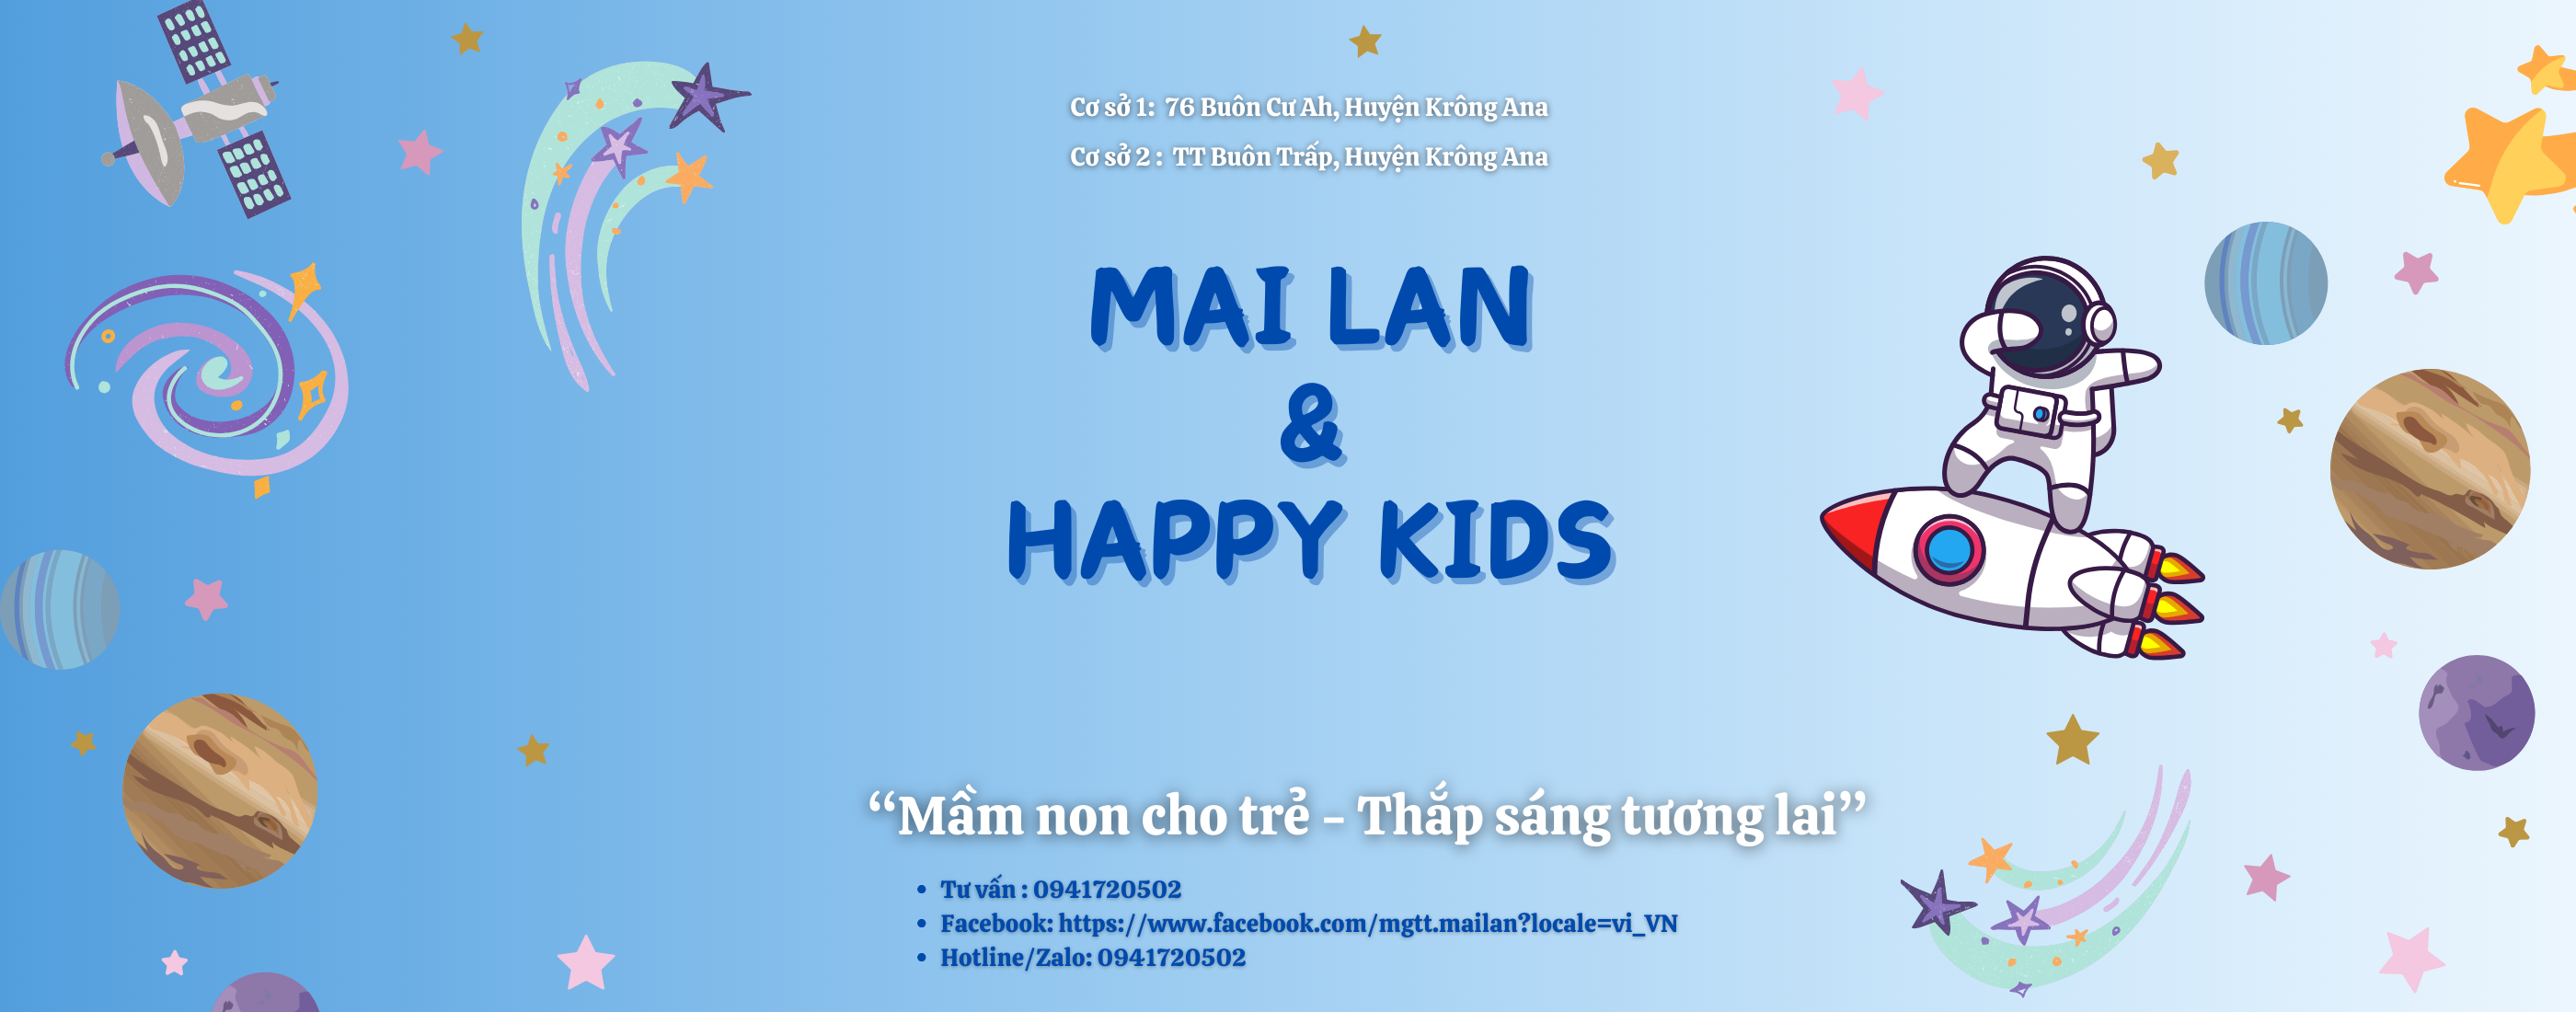 Cơ sở 1: 76 Buôn Cư Ah, Huyện Krông Ana
Cơ sở 2 : TT Buôn Trấp, Huyện Krông Ana
MAI LAN
&
HAPPY KIDS
“Mầm non cho trẻ - Thắp sáng tương lai”
• Tư vấn : 0941720502
• Facebook: https://www.facebook.com/mgtt.mailan?locale=vi_VN
• Hotline/Zalo: 0941720502